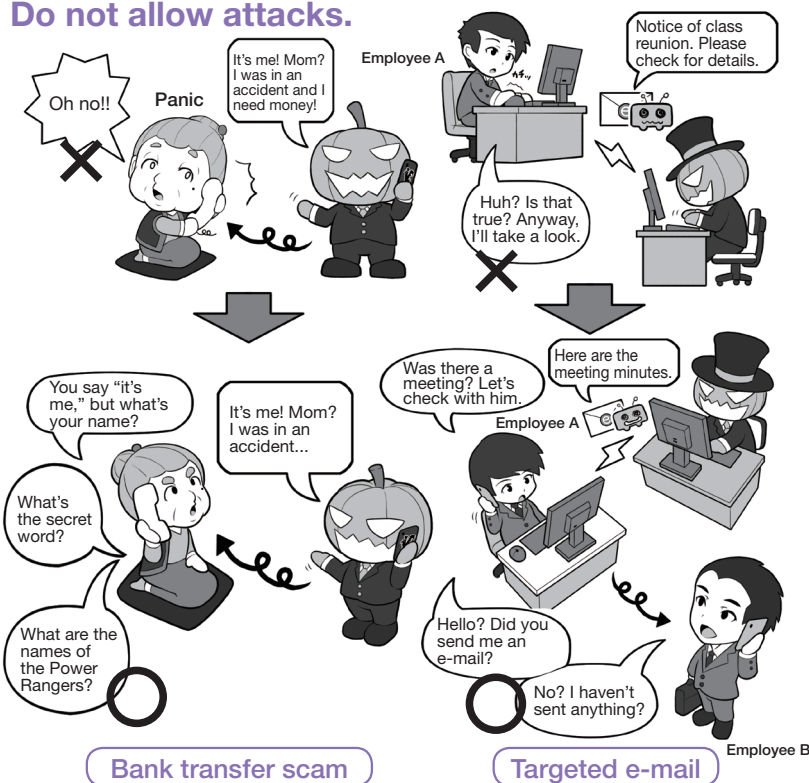 Do not allow attacks.
Oh no!!
Panic
It's me! Mom?
I was in an
accident and I
need money!
Employee A
Notice of class
reunion. Please
check for details.
カチッ
Huh? Is that
true? Anyway,
I'll take a look.
You say “it's
me,” but what's
your name?
It's me! Mom?
I was in an
accident...
What's
the secret
word?
What are the
names of
the Power
Rangers?
Was there a
meeting? Let's
check with him.
Here are the
meeting minutes.
Employee A
Hello? Did you
send me an
e-mail?
No? I haven't
sent anything?
Employee B
Bank transfer scam
Targeted e-mail